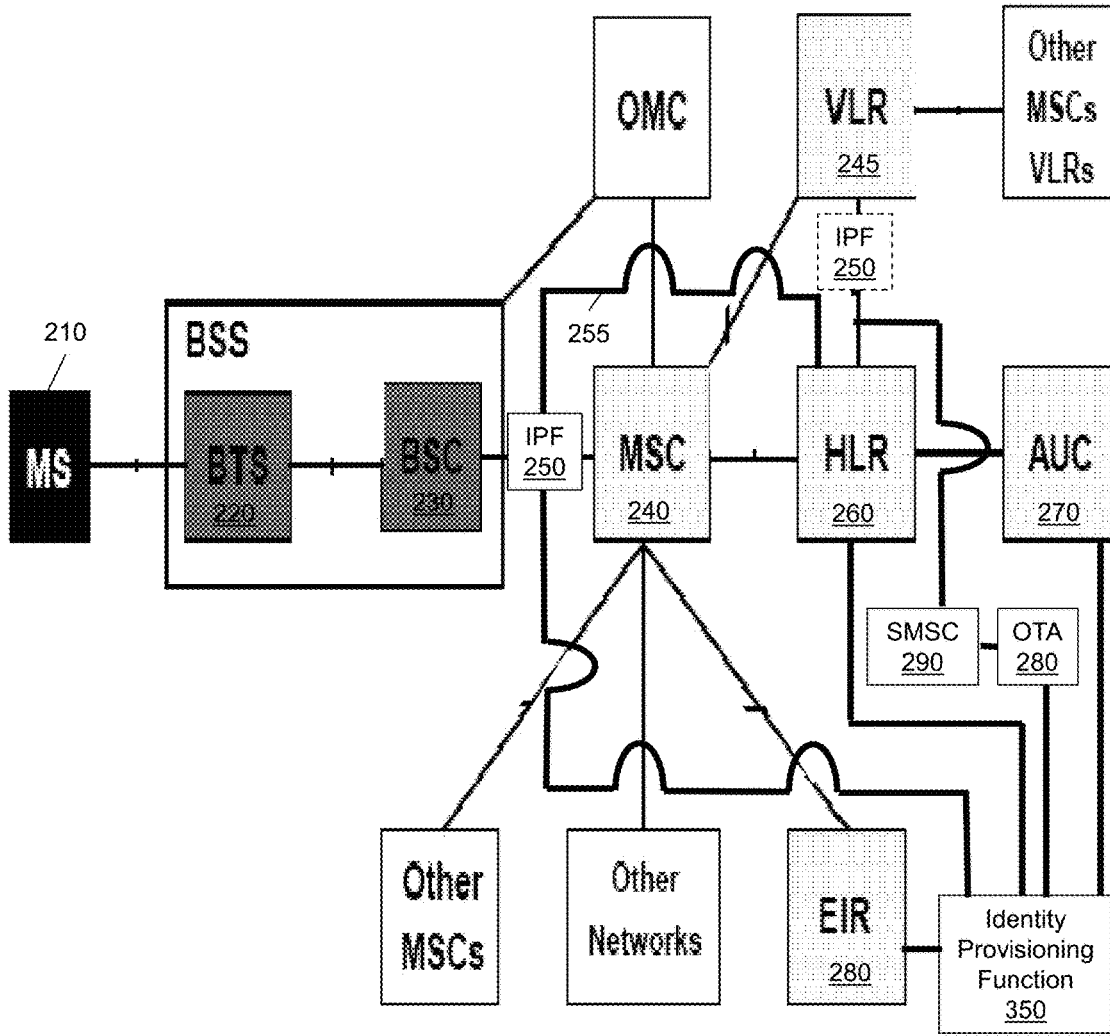 OMC
VLR
245
Other
MSCs
VLRs
IPF
250
255
210
BSS
MS
BTS
220
BSC
230
IPF
250
MSC
240
HLR
260
AUC
270
SMSC
290
OTA
280
Other
MSCs
Other
Networks
EIR
280
Identity
Provisioning
Function
350